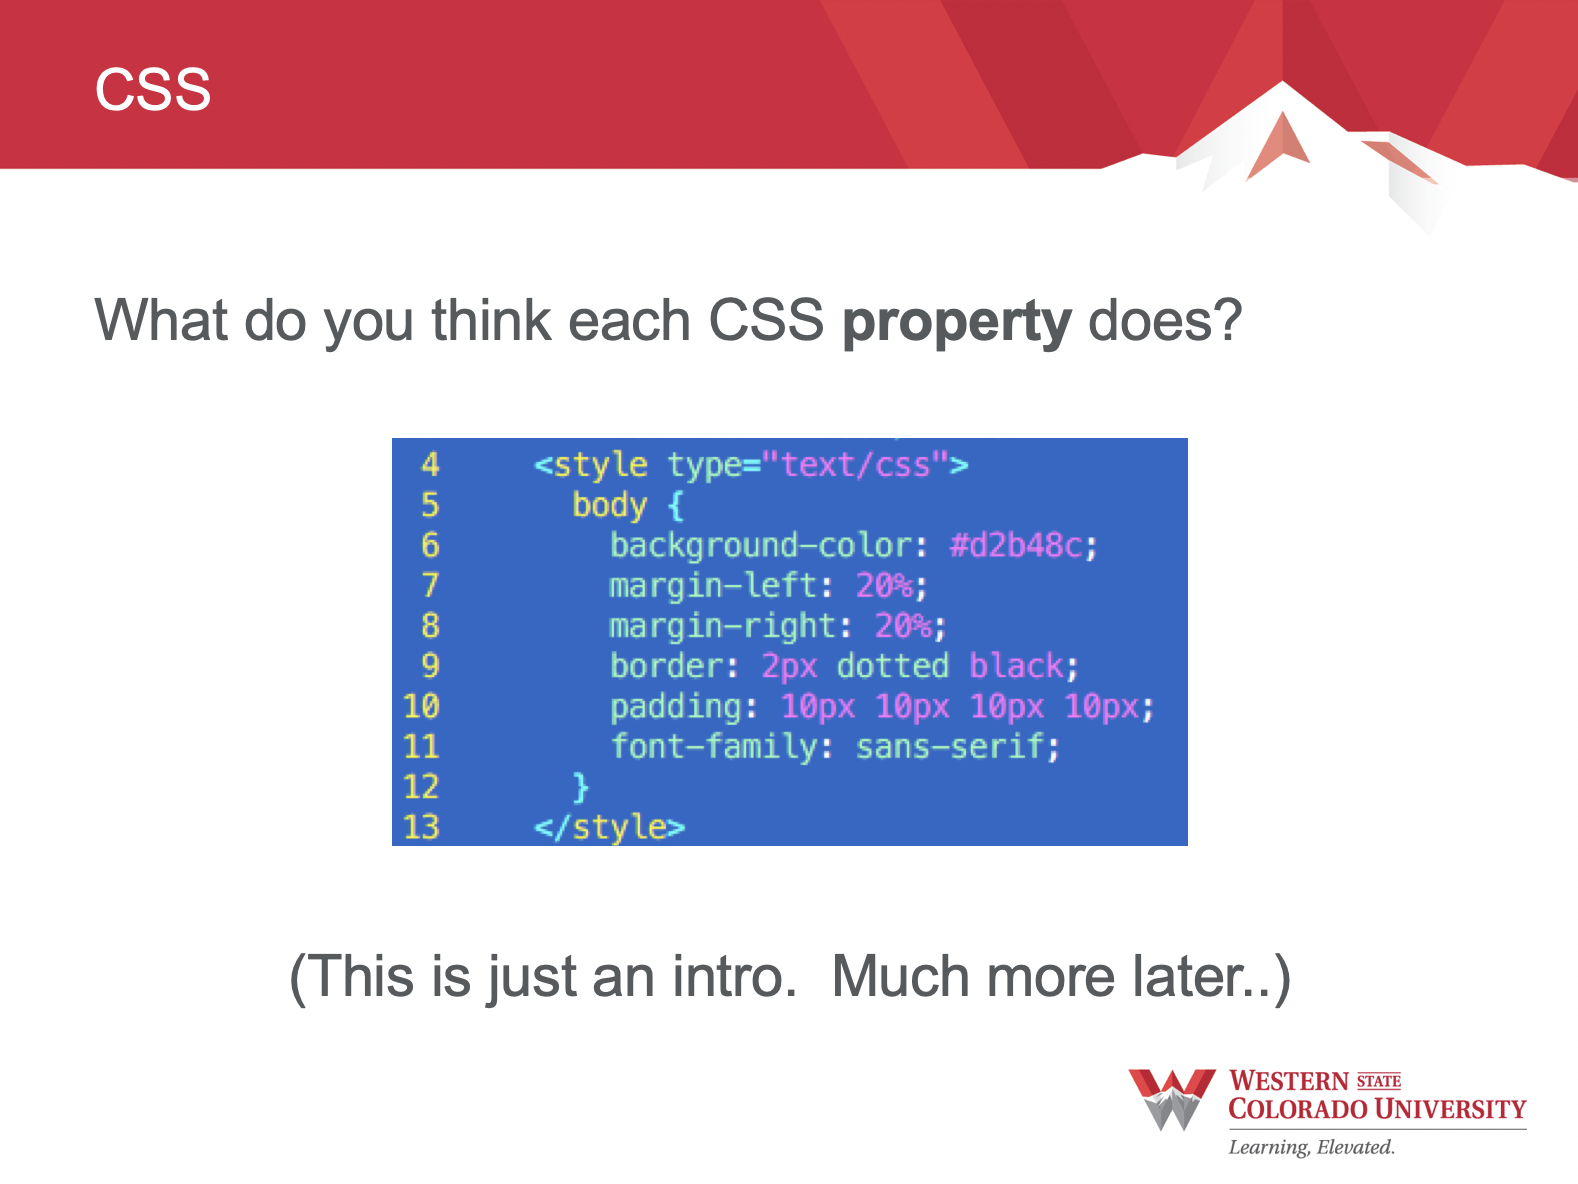 CSS
What do you think each CSS property does?
4 <style type="text/css">
5 body {
6 background-color: #d2b48c;
7 margin-left: 20%;
8 margin-right: 20%;
9 border: 2px dotted black;
10 padding: 10px 10px 10px 10px;
11 font-family: sans-serif;
12 }
13 </style>
(This is just an intro.  Much more later..)
WESTERN STATE
COLORADO UNIVERSITY
Learning, Elevated.